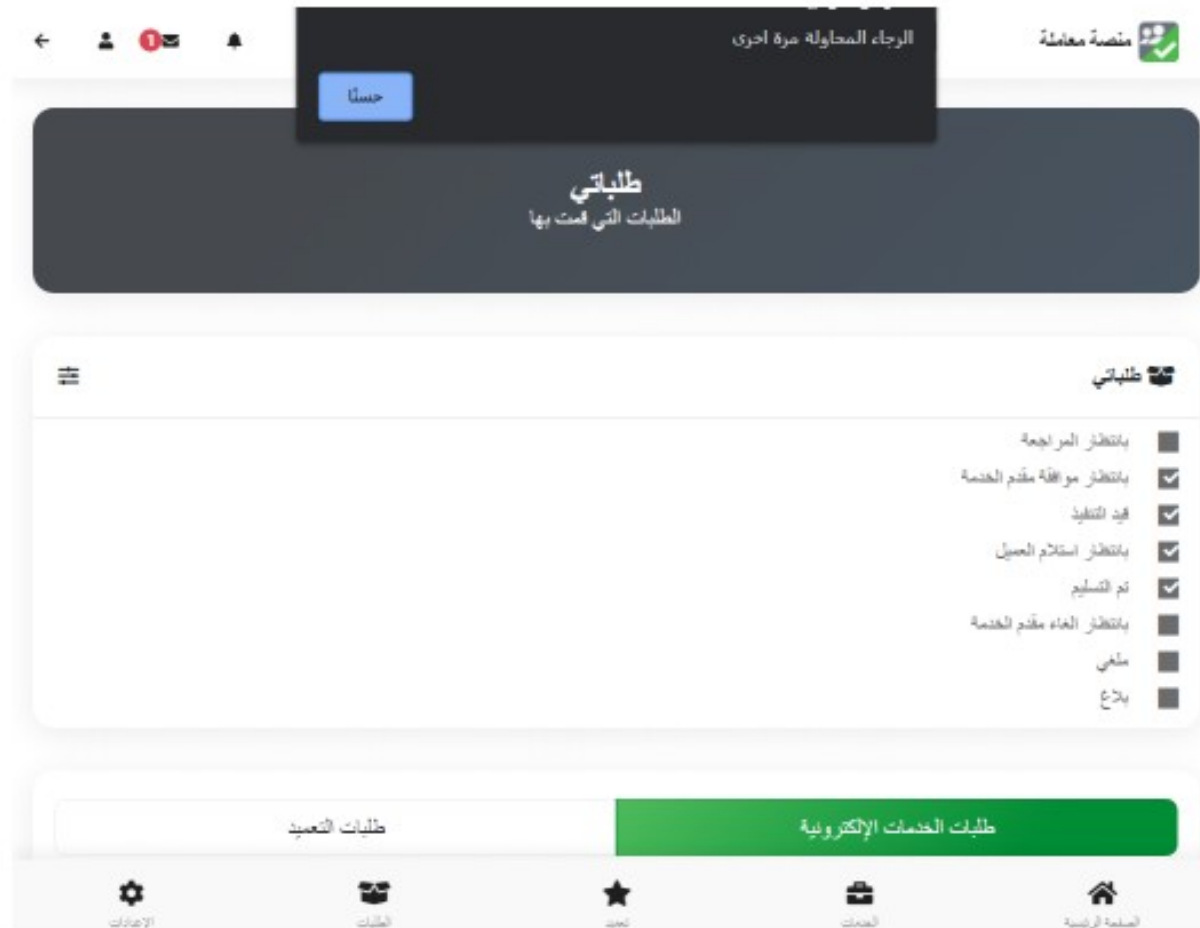 الرجاء المحاولة مرة اخرى
حسنًا
منصة معاملة
1
طلباتي
الطلبات التي قمت بها
طلباتي
بانتظار المراجعة
بانتظار موافقة مقدم الخدمة
قيد التنفيذ
بانتظار استلام العميل
تم التسليم
بانتظار الغاء مقدم الخدمة
ملغي
بلاغ
طلبات الخدمات الإلكترونية
طلبات التعميد
الصفحة الرئيسية
الخدمات
الطلبات
الاعدادات